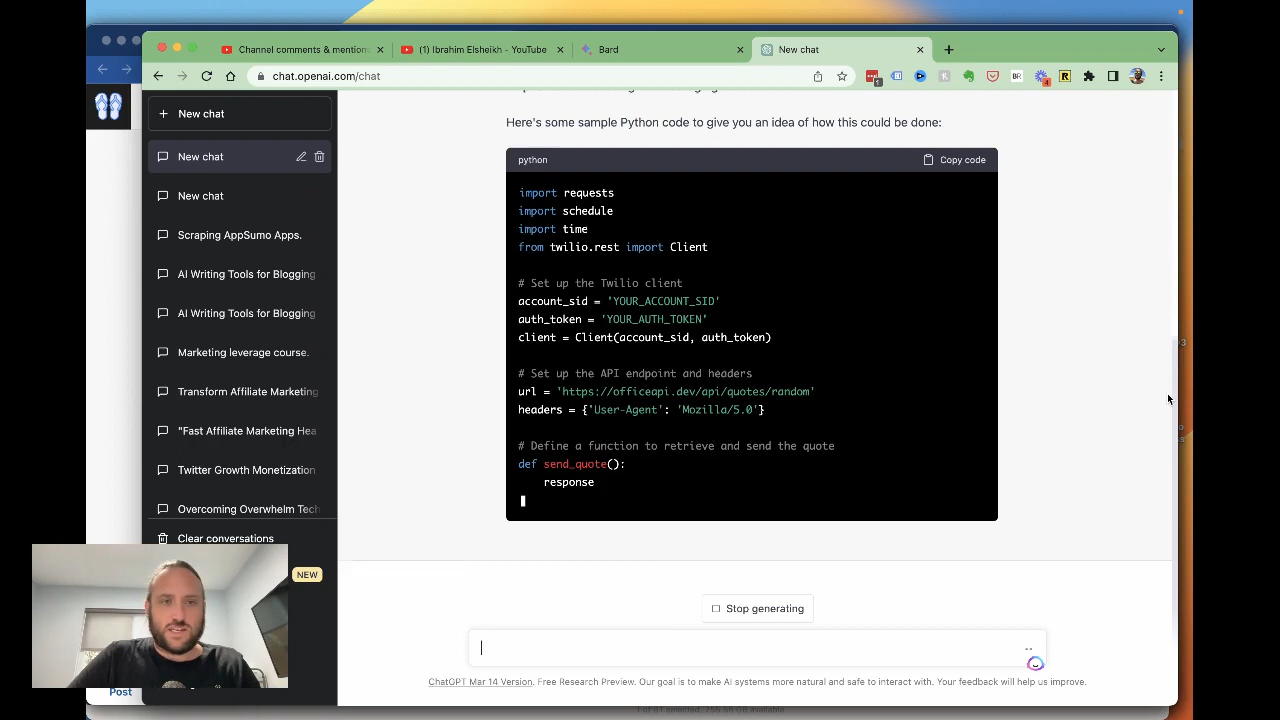 Channel comments & mention
(1) Ibrahim Elsheikh - YouTube
Bard
New chat
chat.openai.com/chat
New chat
New chat
New chat
Scraping AppSumo Apps.
AI Writing Tools for Blogging
AI Writing Tools for Blogging
Marketing leverage course.
Transform Affiliate Marketing
"Fast Affiliate Marketing Hea
Twitter Growth Monetization
Overcoming Overwhelm Tech
Clear conversations
NEW
Post
Here's some sample Python code to give you an idea of how this could be done:
python
Copy code
import requests
import schedule
import time
from twilio.rest import Client
# Set up the Twilio client
account_sid = 'YOUR_ACCOUNT_SID'
auth_token = 'YOUR_AUTH_TOKEN'
client = Client(account_sid, auth_token)
# Set up the API endpoint and headers
url = 'https://officeapi.dev/api/quotes/random'
headers = {'User-Agent': 'Mozilla/5.0'}
# Define a function to retrieve and send the quote
def send_quote():
response
Stop generating
ChatGPT Mar 14 Version. Free Research Preview. Our goal is to make AI systems more natural and safe to interact with. Your feedback will help us improve.